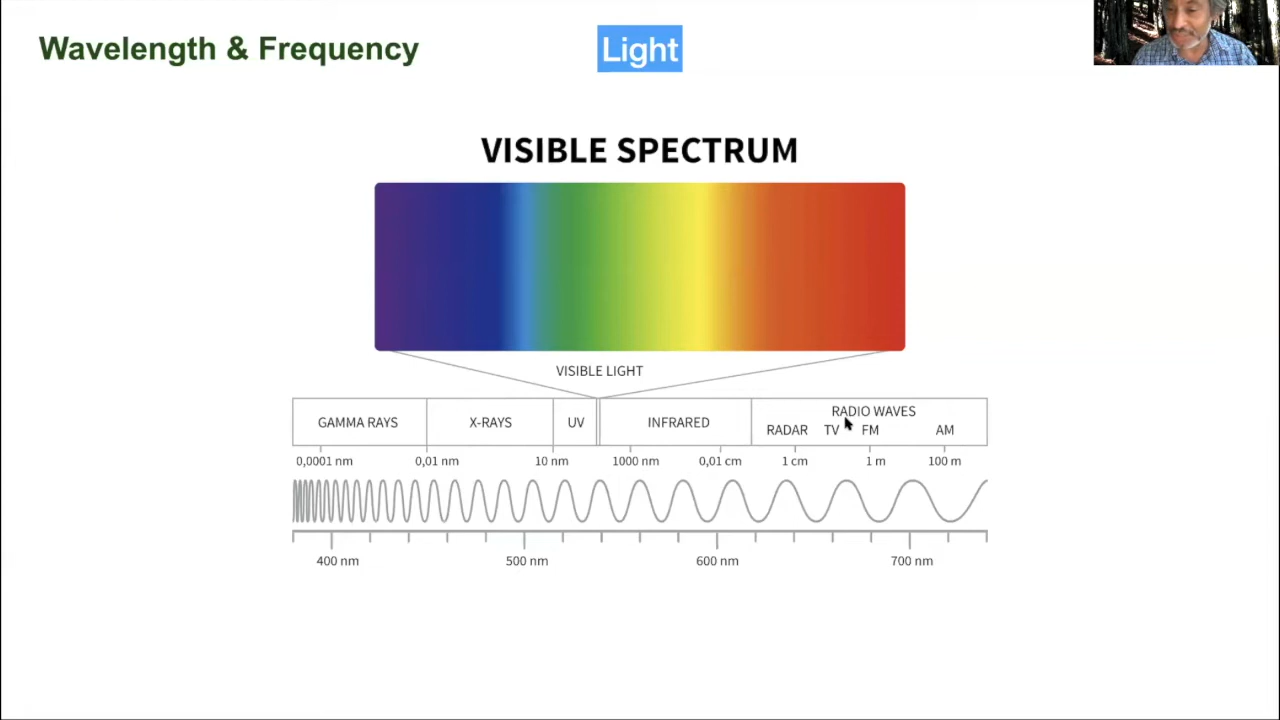 Wavelength & Frequency
Light
VISIBLE SPECTRUM
VISIBLE LIGHT
GAMMA RAYS X-RAYS UV INFRARED RADIO WAVES
RADAR TV FM AM
0,0001 nm 0,01 nm 10 nm 1000 nm 0,01 cm 1 cm 1 m 100 m
400 nm 500 nm 600 nm 700 nm